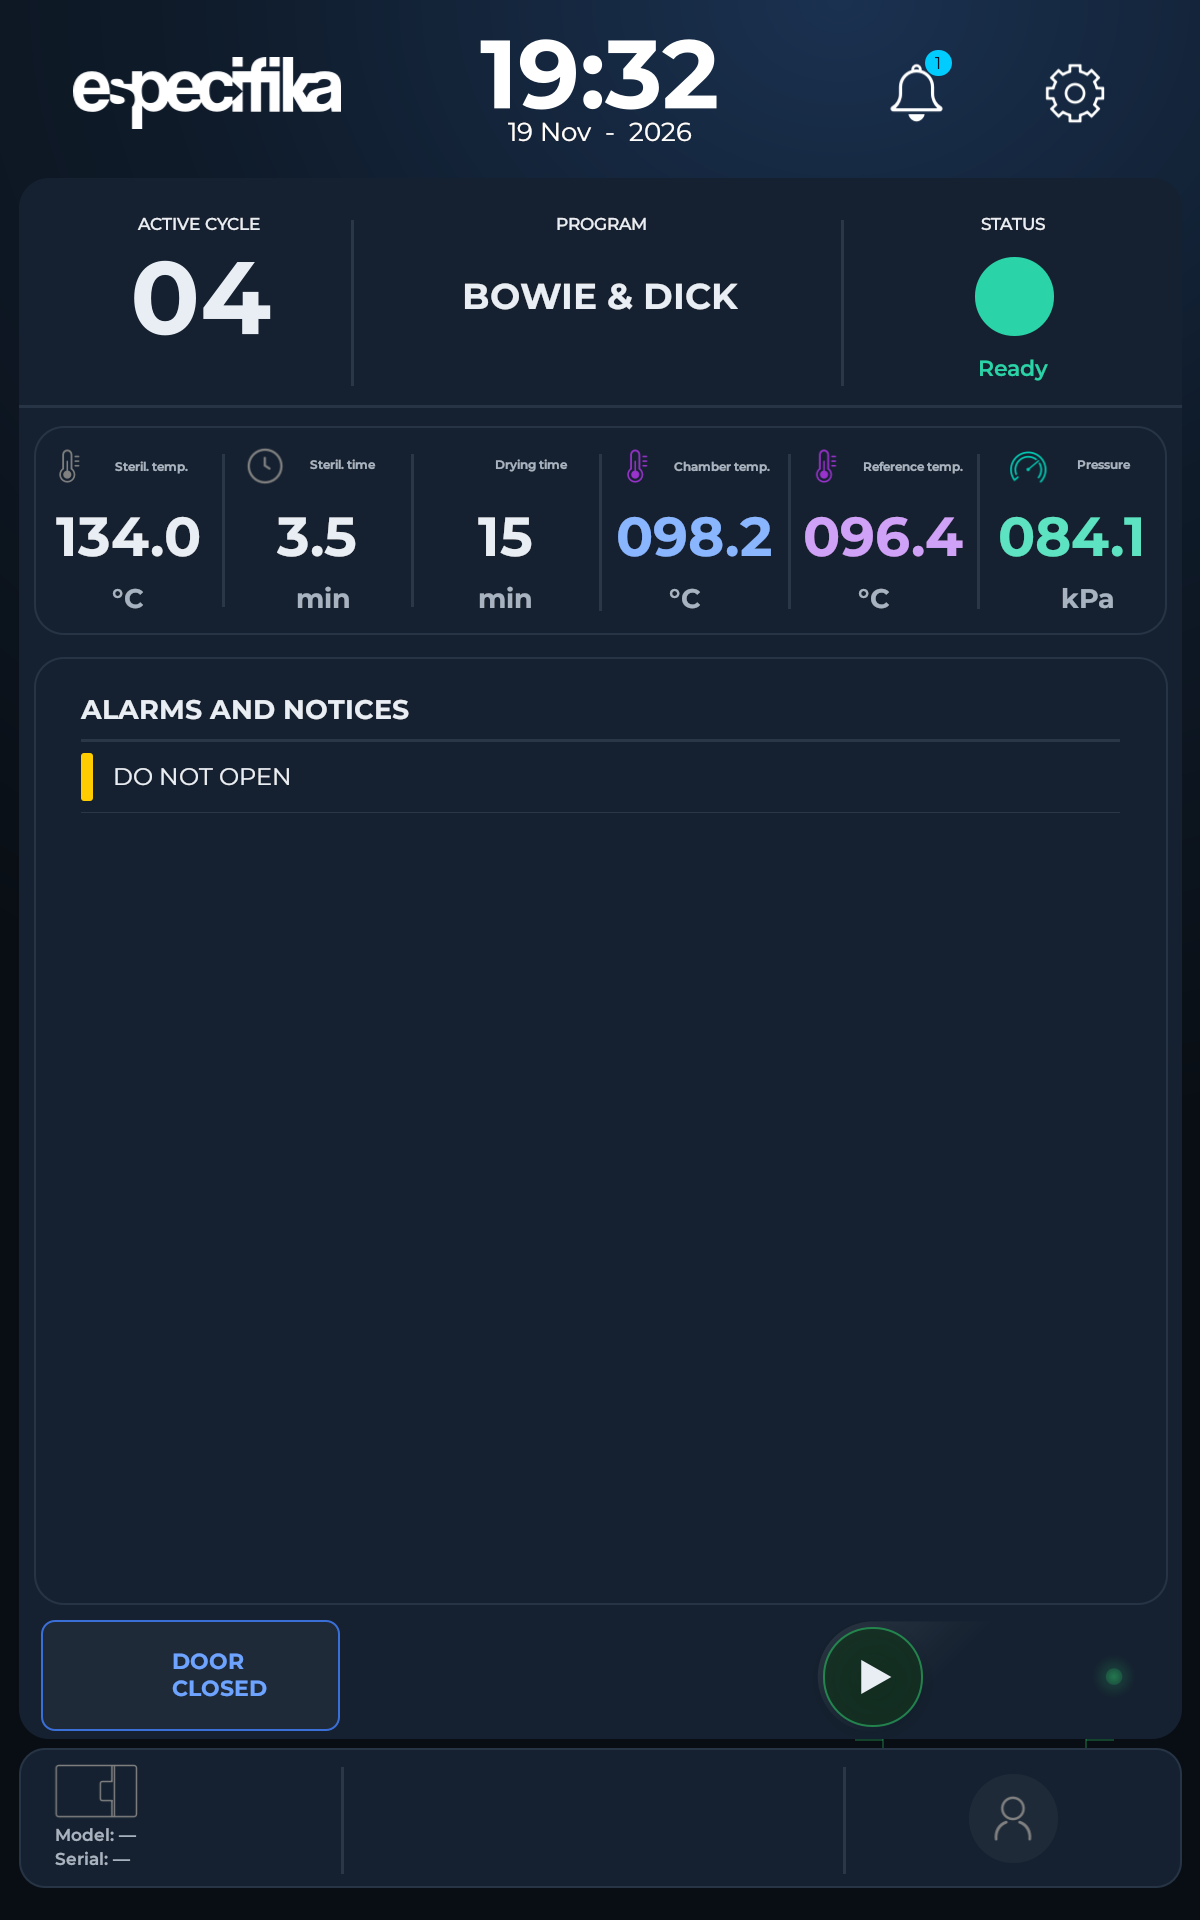 especifika
19:32
19 Nov - 2026
1
ACTIVE CYCLE
04
PROGRAM
BOWIE & DICK
STATUS
Ready
Steril. temp.
134.0
°C
Steril. time
3.5
min
Drying time
15
min
Chamber temp.
098.2
°C
Reference temp.
096.4
°C
Pressure
084.1
kPa
ALARMS AND NOTICES
DO NOT OPEN
DOOR
CLOSED
Model: —
Serial: —